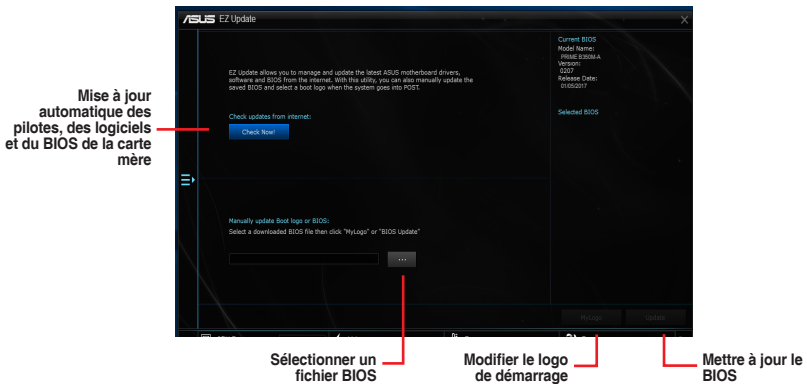 ASUS EZ Update
EZ Update allows you to manage and update the latest ASUS motherboard drivers,
software and BIOS from the internet. With this utility, you can also manually update the
saved BIOS and select a boot logo when the system goes into POST.
Check updates from internet:
Check Now!
Manually update Boot logo or BIOS:
Select a downloaded BIOS file then click "MyLogo" or "BIOS Update"
...
Current BIOS
Model Name:
PRIME B350M-A
Version:
0207
Release Date:
01/05/2017
Selected BIOS
MyLogo
Update
Mise à jour
automatique des
pilotes, des logiciels
et du BIOS de la carte
mère
Sélectionner un
fichier BIOS
Modifier le logo
de démarrage
Mettre à jour le
BIOS